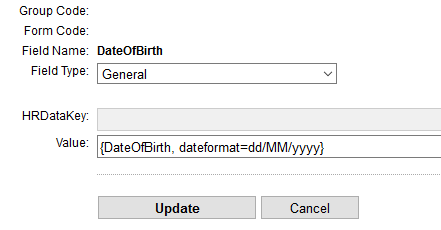 Group Code:
Form Code:
Field Name: DateOfBirth
Field Type: General
HRDataKey:
Value: {DateOfBirth, dateformat=dd/MM/yyyy}
Update Cancel